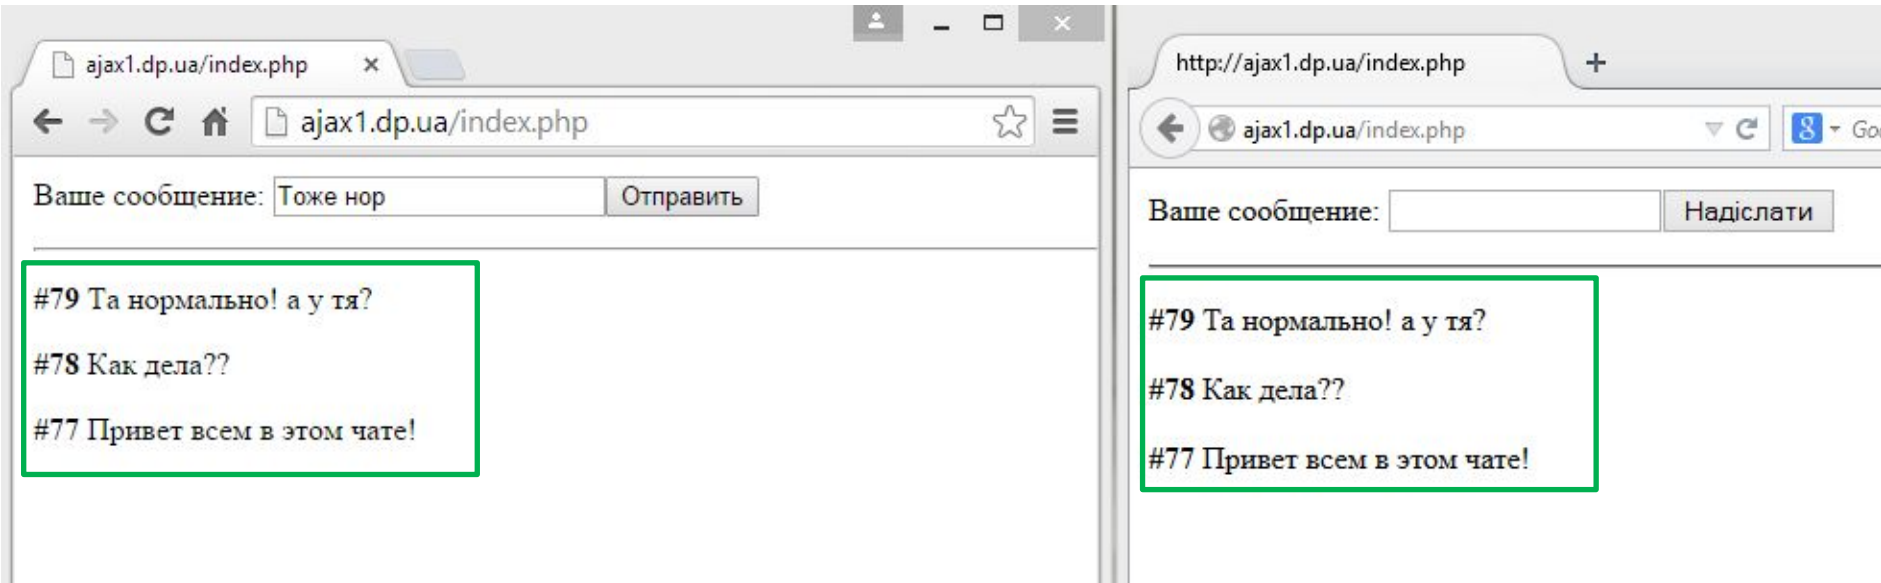 ajax1.dp.ua/index.php
ajax1.dp.ua/index.php
Ваше сообщение: Тоже нор Отправить
#79 Та нормально! а у тя?
#78 Как дела??
#77 Привет всем в этом чате!
http://ajax1.dp.ua/index.php
ajax1.dp.ua/index.php
8
Ваше сообщение: Надіслати
#79 Та нормально! а у тя?
#78 Как дела??
#77 Привет всем в этом чате!